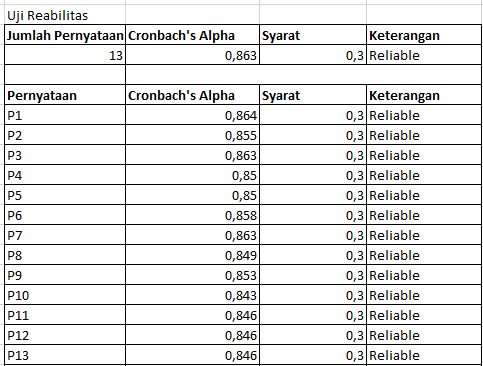 Uji Reabilitas
Jumlah Pernyataan Cronbach's Alpha Syarat Keterangan
13 0,863 0,3 Reliable
Pernyataan Cronbach's Alpha Syarat Keterangan
P1 0,864 0,3 Reliable
P2 0,855 0,3 Reliable
P3 0,863 0,3 Reliable
P4 0,85 0,3 Reliable
P5 0,85 0,3 Reliable
P6 0,858 0,3 Reliable
P7 0,863 0,3 Reliable
P8 0,849 0,3 Reliable
P9 0,853 0,3 Reliable
P10 0,843 0,3 Reliable
P11 0,846 0,3 Reliable
P12 0,846 0,3 Reliable
P13 0,846 0,3 Reliable